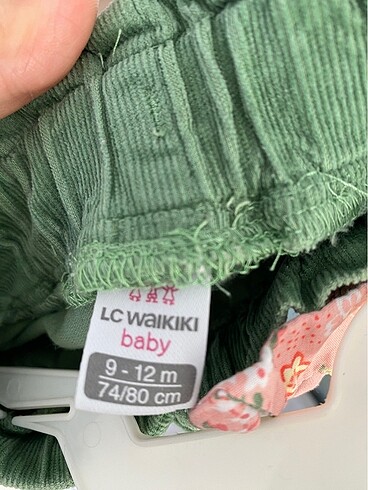 LC WAIKIKI
baby
9 - 12 m
74/80 cm